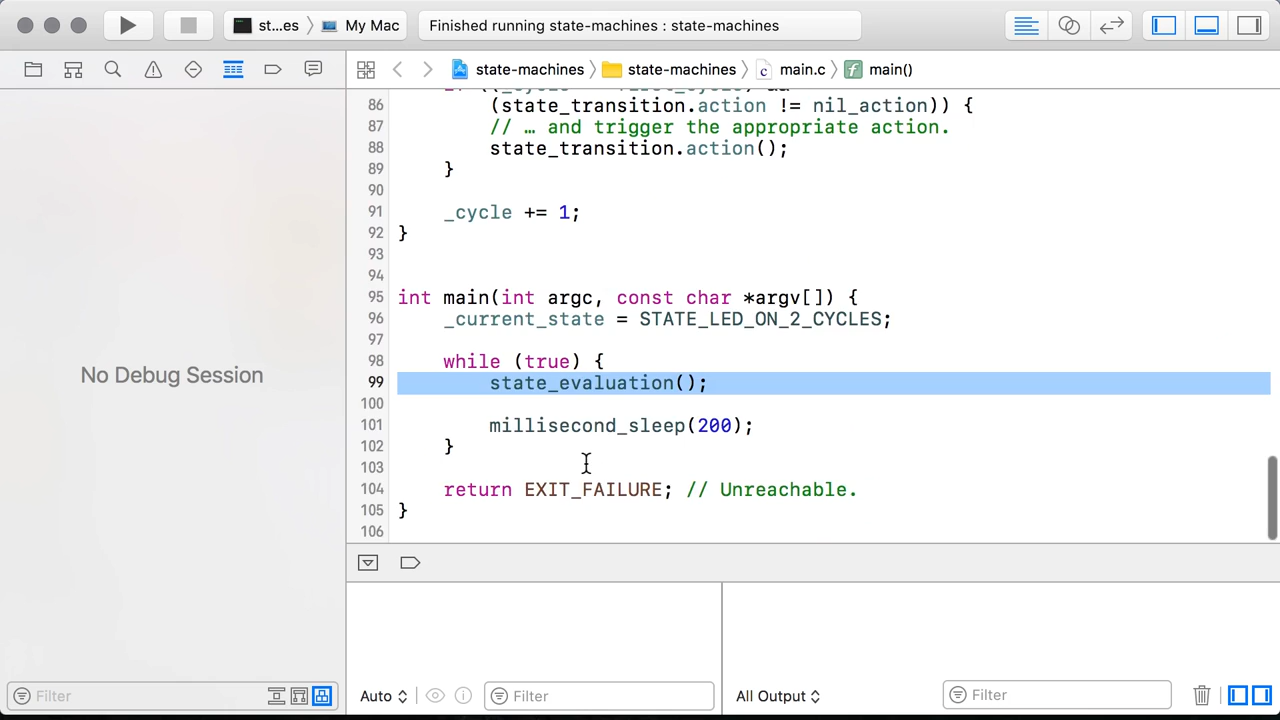 st...es 〉 My Mac
Finished running state-machines : state-machines
state-machines 〉 state-machines 〉 main.c 〉 main()
86 (state_transition.action != nil_action)) {
87 // … and trigger the appropriate action.
88 state_transition.action();
89 }
90
91 _cycle += 1;
92 }
93
94
95 int main(int argc, const char *argv[]) {
96 _current_state = STATE_LED_ON_2_CYCLES;
97
98 while (true) {
99 state_evaluation();
100
101 millisecond_sleep(200);
102 }
103
104 return EXIT_FAILURE; // Unreachable.
105 }
106
No Debug Session
Filter
Auto
Filter
All Output
Filter